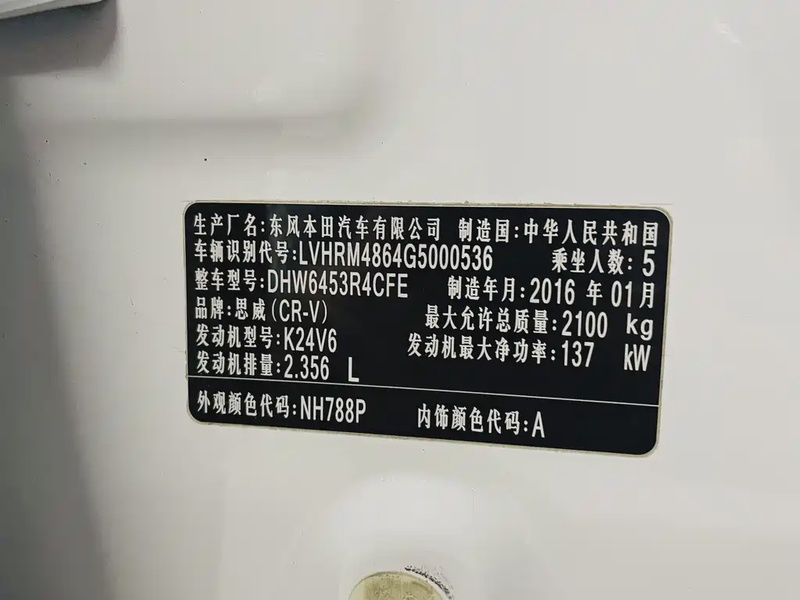 生产厂名:东风本田汽车有限公司 制造国:中华人民共和国
车辆识别代号:LVHRM4864G5000536 乘坐人数:5
整车型号:DHW6453R4CFE 制造年月:2016 年 01月
品牌:思威(CR-V) 最大允许总质量:2100 kg
发动机型号:K24V6 发动机最大净功率:137 kW
发动机排量:2.356 L
外观颜色代码:NH788P 内饰颜色代码:A